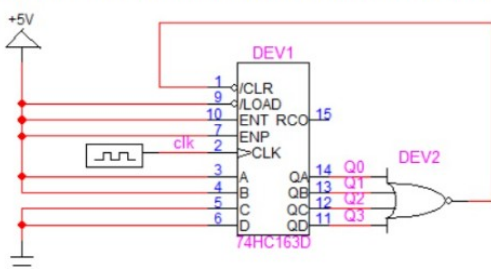 +5V
DEV1
1 /CLR
9 /LOAD
10 ENT RCO 15
7 ENP
clk 2 CLK
DEV2
3 A QA 14 Q0
4 B QB 13 Q1
5 C QC 12 Q2
6 D QD 11 Q3
74HC163D